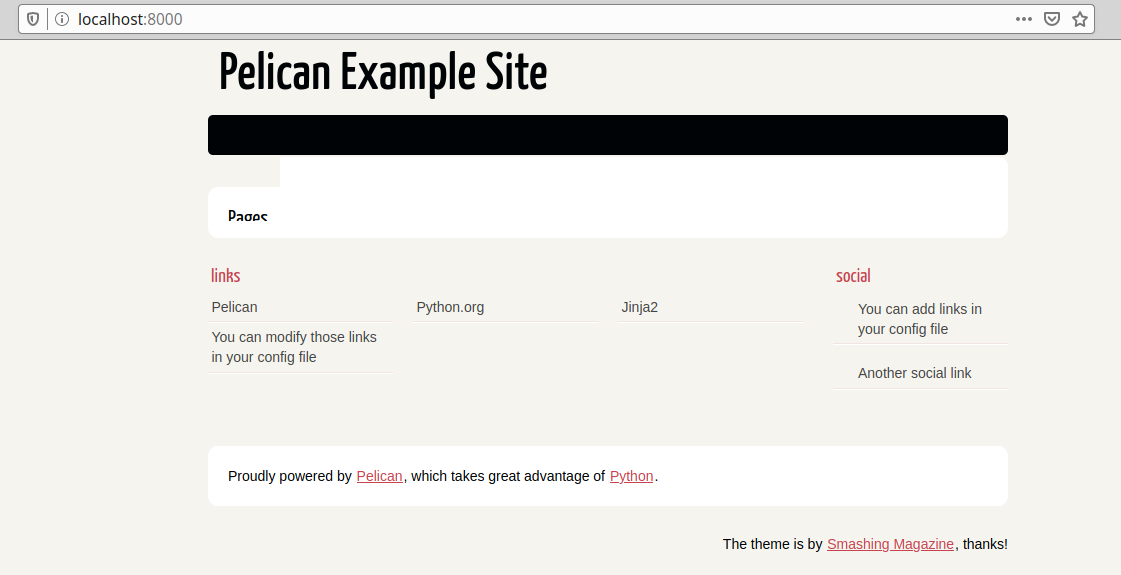 localhost:8000
Pelican Example Site
Pages
links
Pelican
Python.org
Jinja2
You can modify those links
in your config file
social
You can add links in
your config file
Another social link
Proudly powered by Pelican, which takes great advantage of Python.
The theme is by Smashing Magazine, thanks!